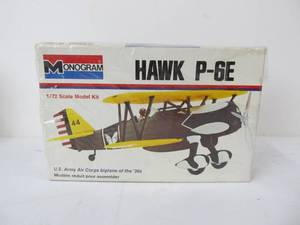 MONOGRAM
HAWK P-6E
1/72 Scale Model Kit
44
U.S. Army Air Corps biplane of the '30s
Modèle réduit pour assembler